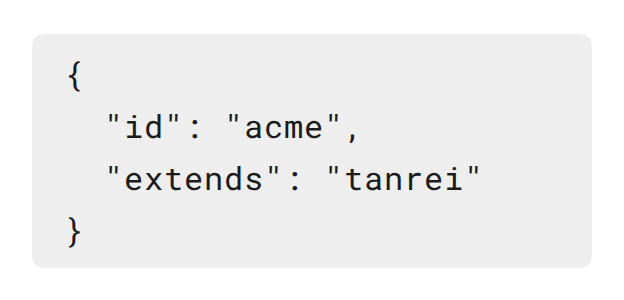 {
  "id": "acme",
  "extends": "tanrei"
}